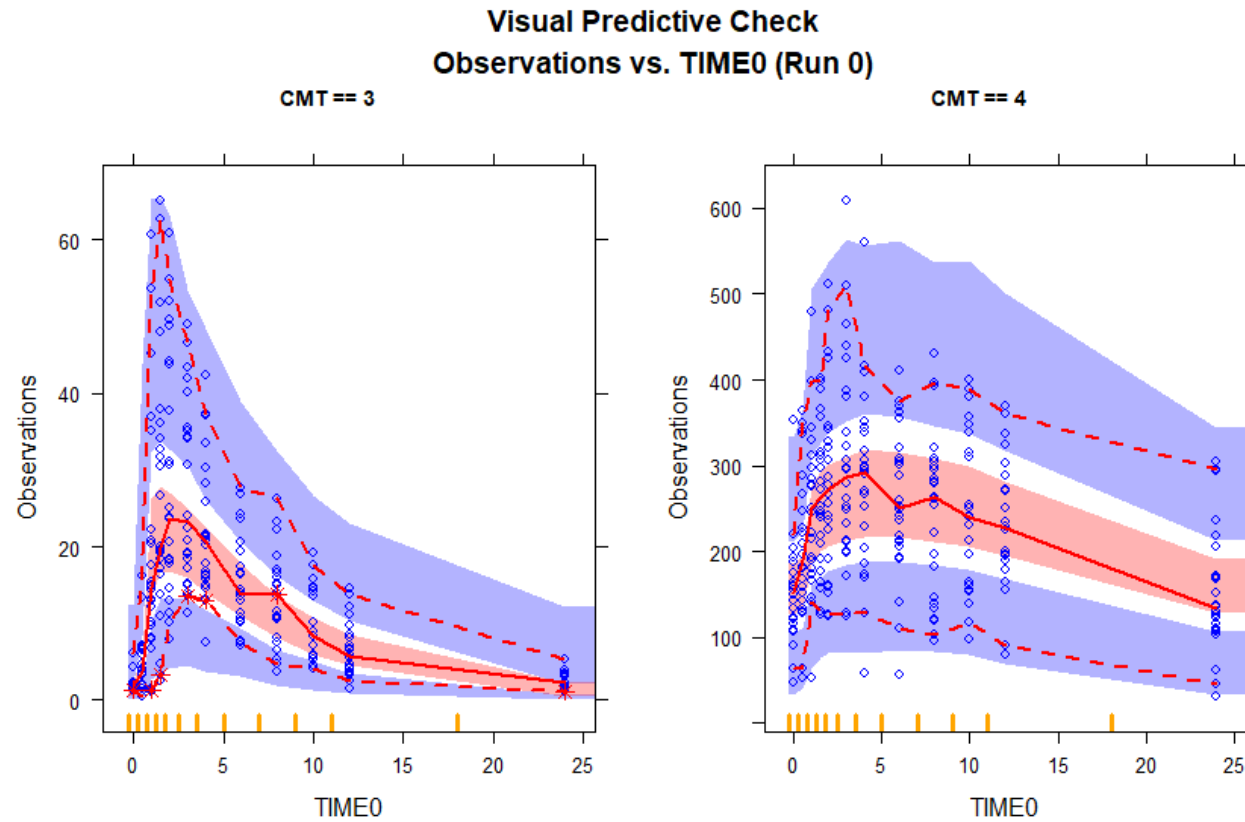 Visual Predictive Check
Observations vs. TIME0 (Run 0)
CMT == 3
CMT == 4
Observations
60
40
20
0
0
5
10
15
20
25
TIME0
Observations
600
500
400
300
200
100
0
5
10
15
20
25
TIME0